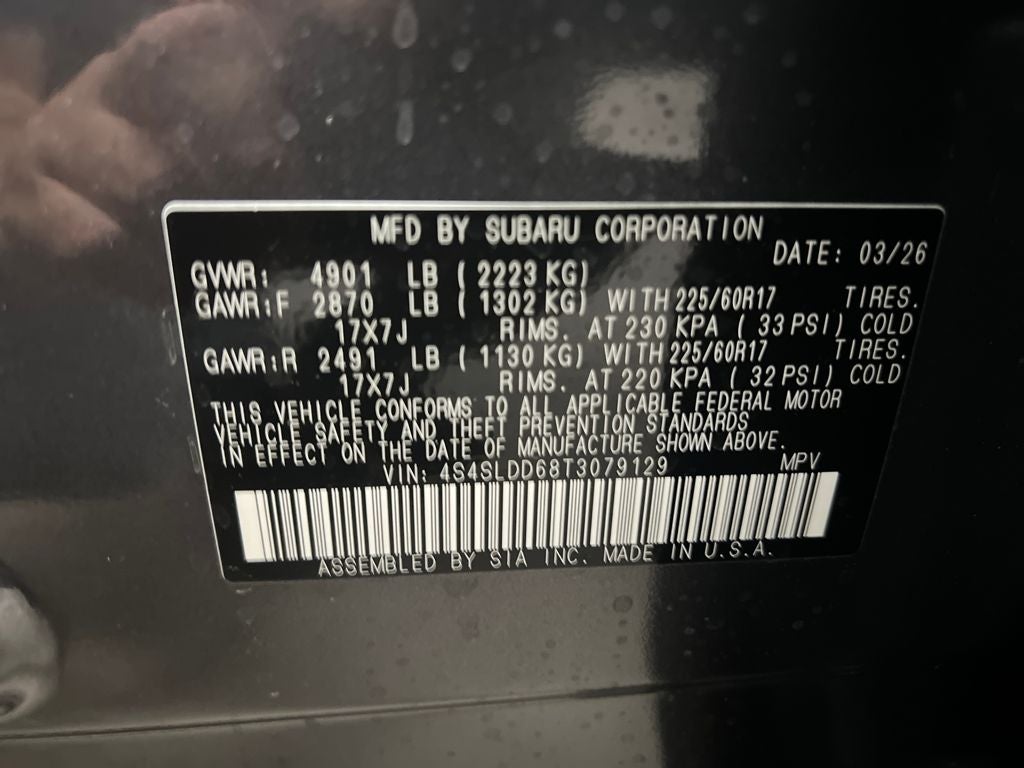 MFD BY SUBARU CORPORATION
DATE: 03/26
GVWR: 4901 LB (2223 KG)
GAWR:F 2870 LB (1302 KG) WITH 225/60R17 TIRES.
17X7J RIMS. AT 230 KPA (33 PSI) COLD
GAWR:R 2491 LB (1130 KG) WITH 225/60R17 TIRES.
17X7J RIMS. AT 220 KPA (32 PSI) COLD
THIS VEHICLE CONFORMS TO ALL APPLICABLE FEDERAL MOTOR
VEHICLE SAFETY AND THEFT PREVENTION STANDARDS
IN EFFECT ON THE DATE OF MANUFACTURE SHOWN ABOVE.
VIN: 4S4SLDD68T3079129 MPV
ASSEMBLED BY SIA INC. MADE IN U.S.A.